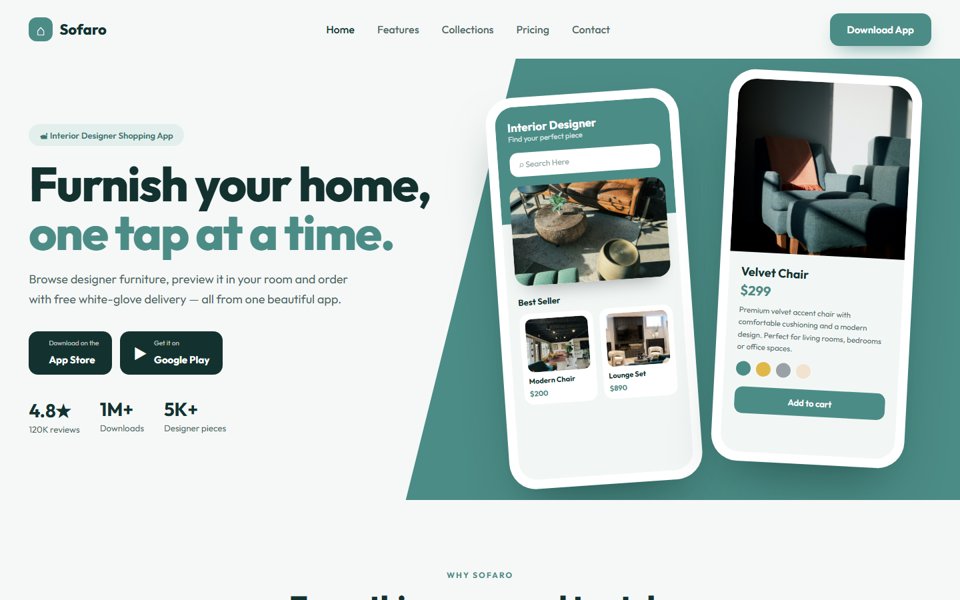 Sofaro
Home
Features
Collections
Pricing
Contact
Download App
Interior Designer Shopping App
Furnish your home,
one tap at a time.
Browse designer furniture, preview it in your room and order
with free white-glove delivery — all from one beautiful app.
Download on the
App Store
Get it on
Google Play
4.8★
120K reviews
1M+
Downloads
5K+
Designer pieces
Interior Designer
Find your perfect piece
Search Here
Best Seller
Modern Chair
$200
Lounge Set
$890
Velvet Chair
$299
Premium velvet accent chair with
comfortable cushioning and a modern
design. Perfect for living rooms, bedrooms
or office spaces.
Add to cart
WHY SOFARO